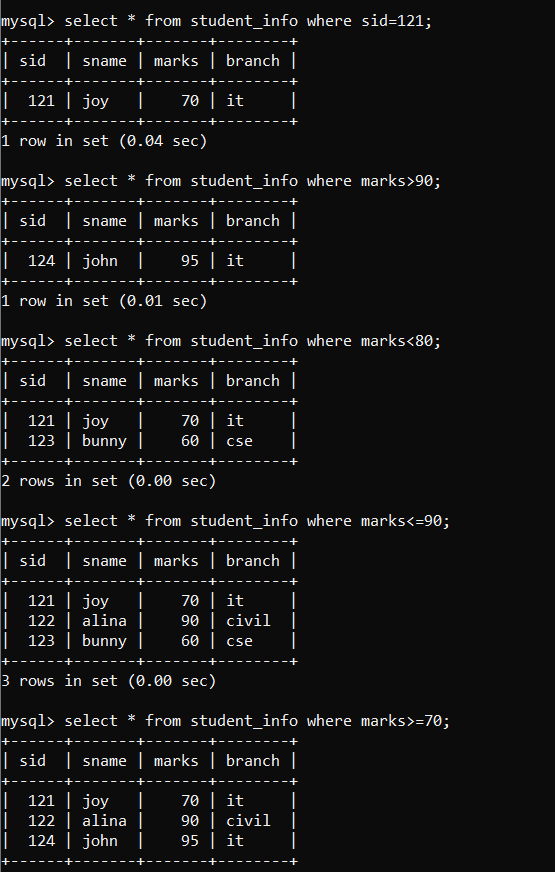 mysql> select * from student_info where sid=121;
+------+-------+-------+--------+
| sid  | sname | marks | branch |
+------+-------+-------+--------+
|  121 | joy   |    70 | it     |
+------+-------+-------+--------+
1 row in set (0.04 sec)

mysql> select * from student_info where marks>90;
+------+-------+-------+--------+
| sid  | sname | marks | branch |
+------+-------+-------+--------+
|  124 | john  |    95 | it     |
+------+-------+-------+--------+
1 row in set (0.01 sec)

mysql> select * from student_info where marks<80;
+------+-------+-------+--------+
| sid  | sname | marks | branch |
+------+-------+-------+--------+
|  121 | joy   |    70 | it     |
|  123 | bunny |    60 | cse    |
+------+-------+-------+--------+
2 rows in set (0.00 sec)

mysql> select * from student_info where marks<=90;
+------+-------+-------+--------+
| sid  | sname | marks | branch |
+------+-------+-------+--------+
|  121 | joy   |    70 | it     |
|  122 | alina |    90 | civil  |
|  123 | bunny |    60 | cse    |
+------+-------+-------+--------+
3 rows in set (0.00 sec)

mysql> select * from student_info where marks>=70;
+------+-------+-------+--------+
| sid  | sname | marks | branch |
+------+-------+-------+--------+
|  121 | joy   |    70 | it     |
|  122 | alina |    90 | civil  |
|  124 | john  |    95 | it     |
+------+-------+-------+--------+